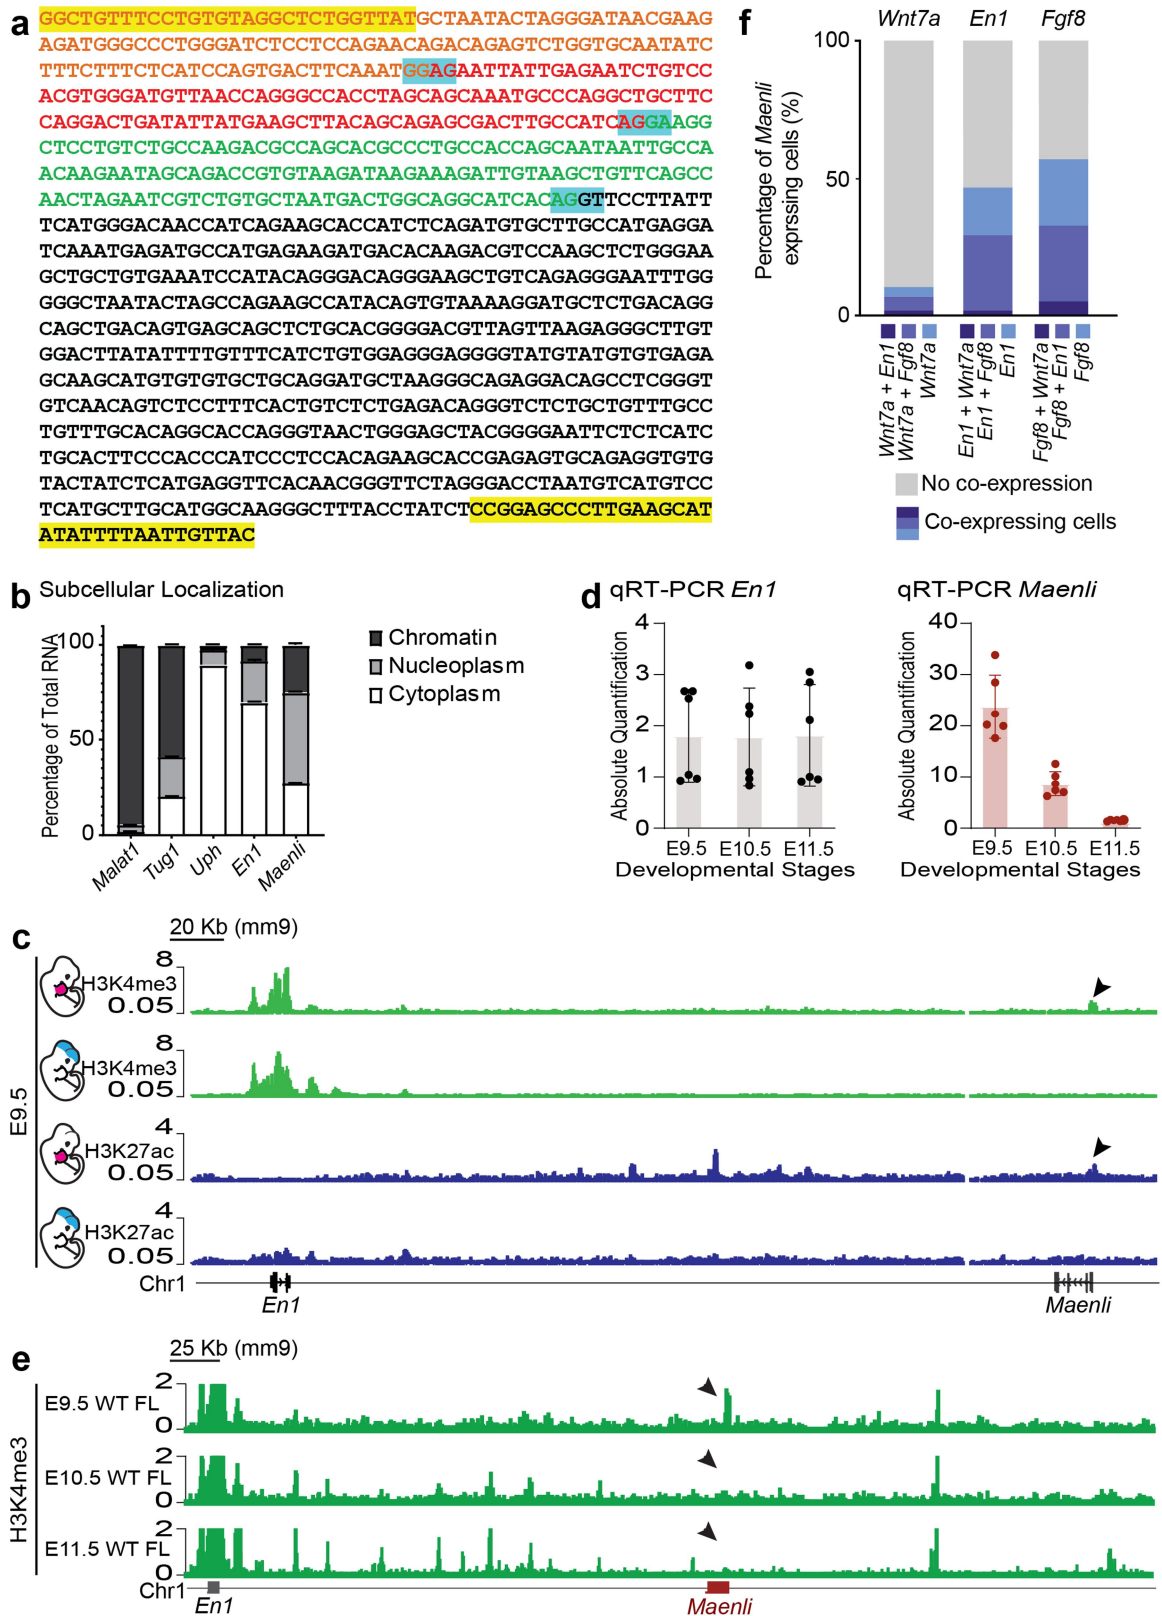 a
GGCTGTTTCCTGTGTAGGCTCTGGTTATGCTAATACTAGGGATAACGAAG
AGATGGGCCCTGGGATCTCCTCCAGAACAGACAGAGTCTGGTGCAATATC
TTTCTTTCTCATCCAGTGACTTCAAATGGAGAATTATTGAGAATCTGTCC
ACGTGGGATGTTAACCAGGGCCACCTAGCAGCAAATGCCCAGGCTGCTTC
CAGGACTGATATTATGAAGCTTACAGCAGAGCGACTTGCCATCAGGAAGG
CTCCTGTCTGCCAAGACGCCAGCACGCCCTGCCACCAGCAATAATTGCCA
ACAAGAATAGCAGACCGTGTAAGATAAGAAAGATTGTAAGCTGTTCAGCC
AACTAGAATCGTCTGTGCTAATGACTGGCAGGCATCACAGGTTCCTTATT
TCATGGGACAACCATCAGAAGCACCATCTCAGATGTGCTTGCCATGAGGA
TCAAATGAGATGCCATGAGAAGATGACACAAGACGTCCAAGCTCTGGGAA
GCTGCTGTGAAATCCATACAGGGACAGGGAAGCTGTCAGAGGGAATTTGG
GGGCTAATACTAGCCAGAAGCCATACAGTGTAAAAGGATGCTCTGACAGG
CAGCTGACAGTGAGCAGCTCTGCACGGGGACGTTAGTTAAGAGGGCTTGT
GGACTTATATTTTGTTTCATCTGTGGAGGGAGGGGTATGTATGTGTGAGA
GCAAGCATGTGTGTGCTGCAGGATGCTAAGGGCAGAGGACAGCCTCGGGT
GTCAACAGTCTCCTTTCACTGTCTCTGAGACAGGGTCTCTGCTGTTTGCC
TGTTTGCACAGGCACCAGGGTAACTGGGAGCTACGGGGAATTCTCTCATC
TGCACTTCCCACCCATCCCTCCACAGAAGCACCGAGAGTGCAGAGGTGTG
TACTATCTCATGAGGTTCACAACGGGTTCTAGGGACCTAATGTCATGTCC
TCATGCTTGCATGGCAAGGGCTTTACCTATCTCCGGAGCCCTTGAAGCAT
ATATTTTAATTGTTAC
f
Wnt7a En1 Fgf8
Percentage of Maenli
exprssing cells (%)
100
50
0
Wnt7a + En1
Wnt7a + Fgf8
Wnt7a
En1 + Wnt7a
En1 + Fgf8
En1
Fgf8 + Wnt7a
Fgf8 + En1
Fgf8
No co-expression
Co-expressing cells
b Subcellular Localization
Percentage of Total RNA
100
50
0
Malat1 Tug1 Uph En1 Maenli
Chromatin
Nucleoplasm
Cytoplasm
d qRT-PCR En1
Absolute Quantification
4
3
2
1
0
E9.5 E10.5 E11.5
Developmental Stages
qRT-PCR Maenli
Absolute Quantification
40
30
20
10
0
E9.5 E10.5 E11.5
Developmental Stages
c
20 Kb (mm9)
E9.5
H3K4me3
8
0.05
H3K4me3
8
0.05
H3K27ac
4
0.05
H3K27ac
4
0.05
Chr1
En1 Maenli
e
25 Kb (mm9)
H3K4me3
E9.5 WT FL
2
0
E10.5 WT FL
2
0
E11.5 WT FL
2
0
Chr1
En1 Maenli